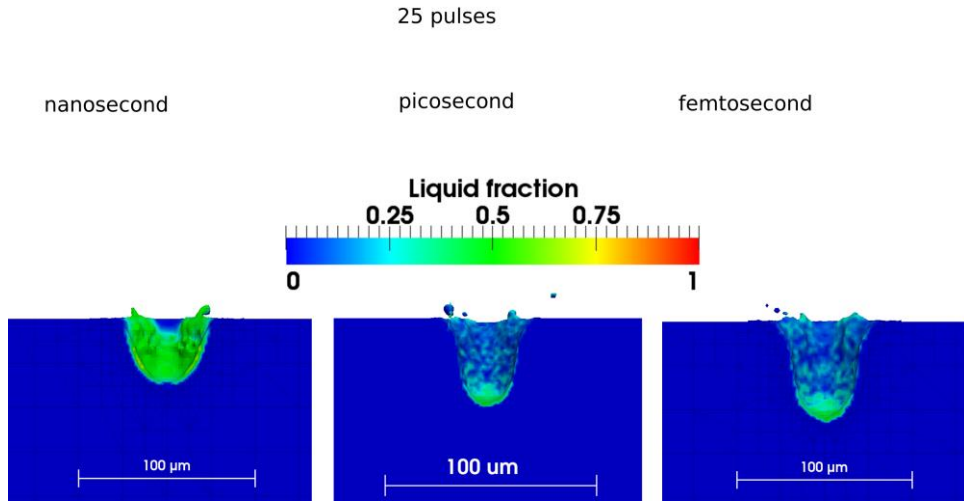 25 pulses
nanosecond
picosecond
femtosecond
Liquid fraction
0.25
0.5
0.75
0
1
100 µm
100 um
100 µm